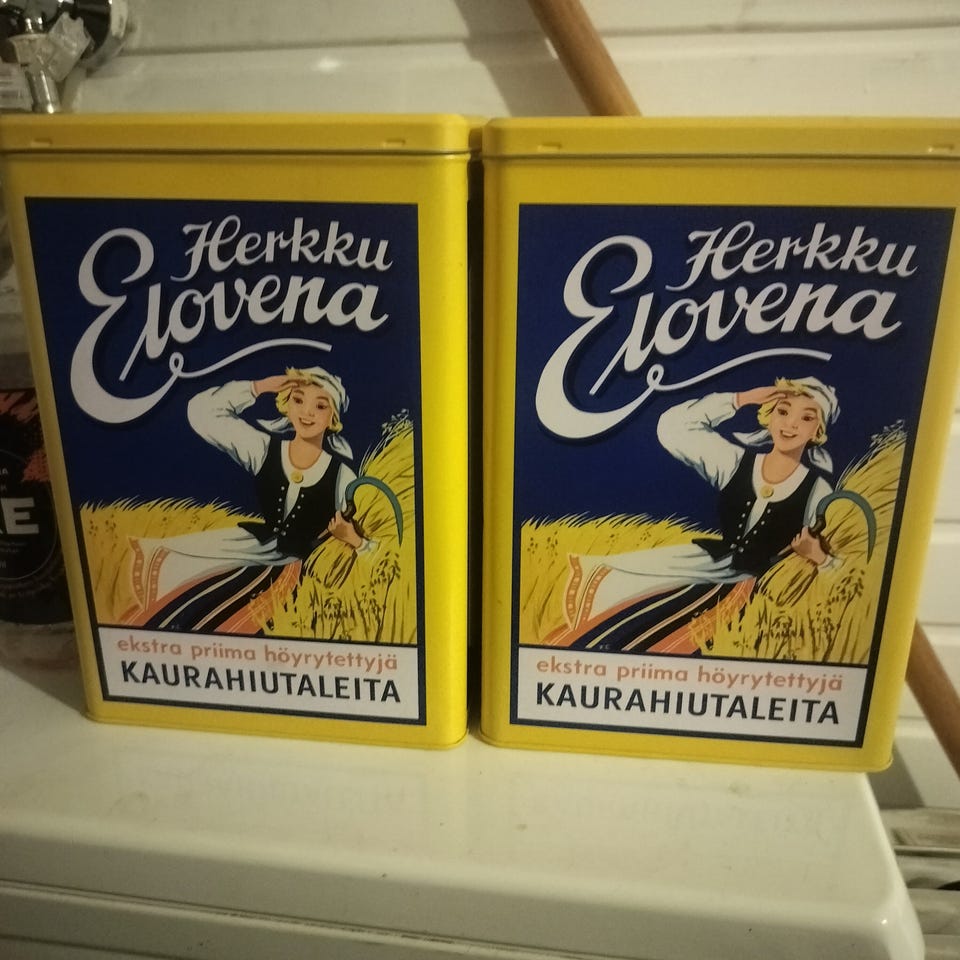 Herkku
Elovena
ekstra priima höyrytettyjä
KAURAHIUTALEITA
Herkku
Elovena
ekstra priima höyrytettyjä
KAURAHIUTALEITA